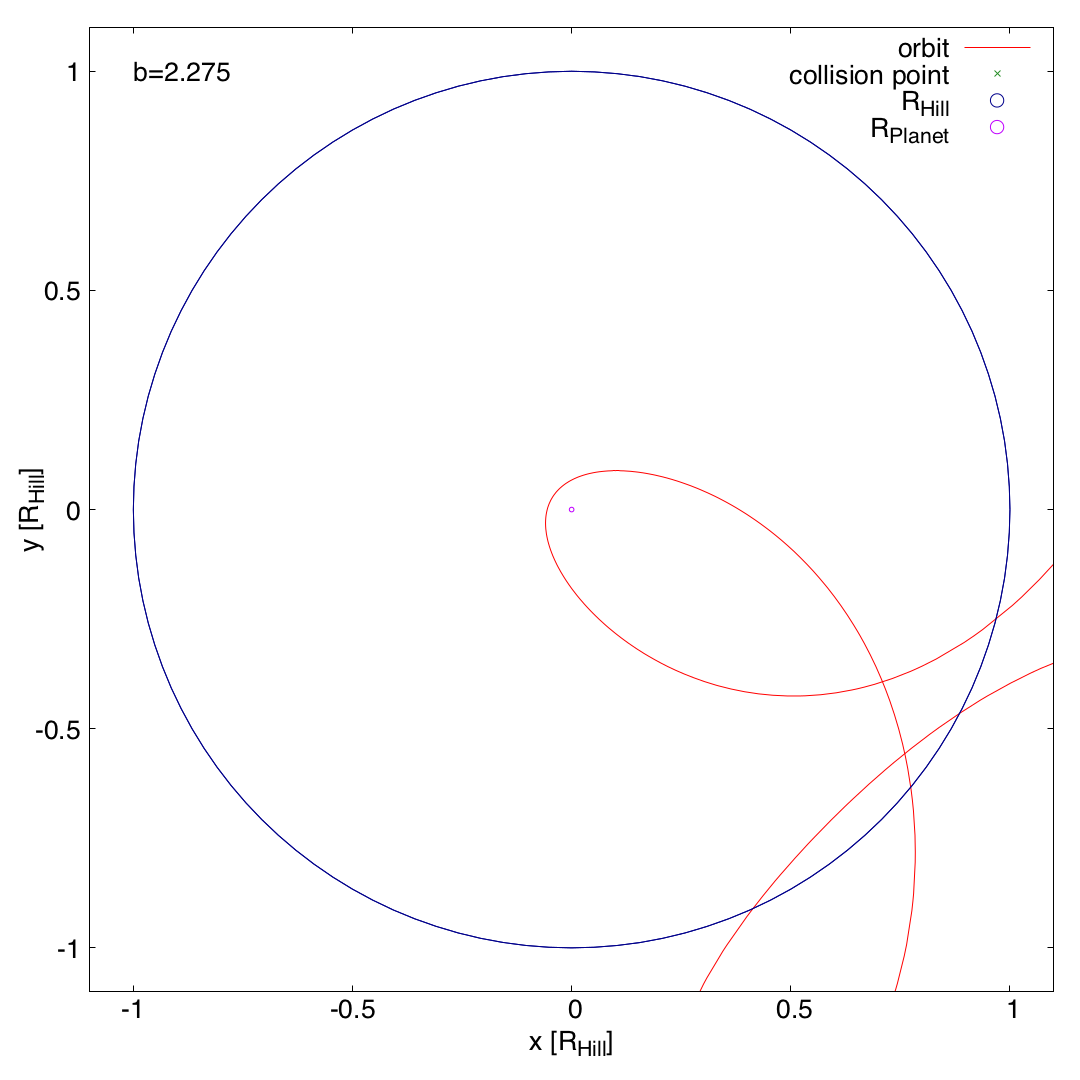 b=2.275
orbit
collision point
R_Hill
R_Planet
1
0.5
0
-0.5
-1
y [R_Hill]
-1
-0.5
0
0.5
1
x [R_Hill]